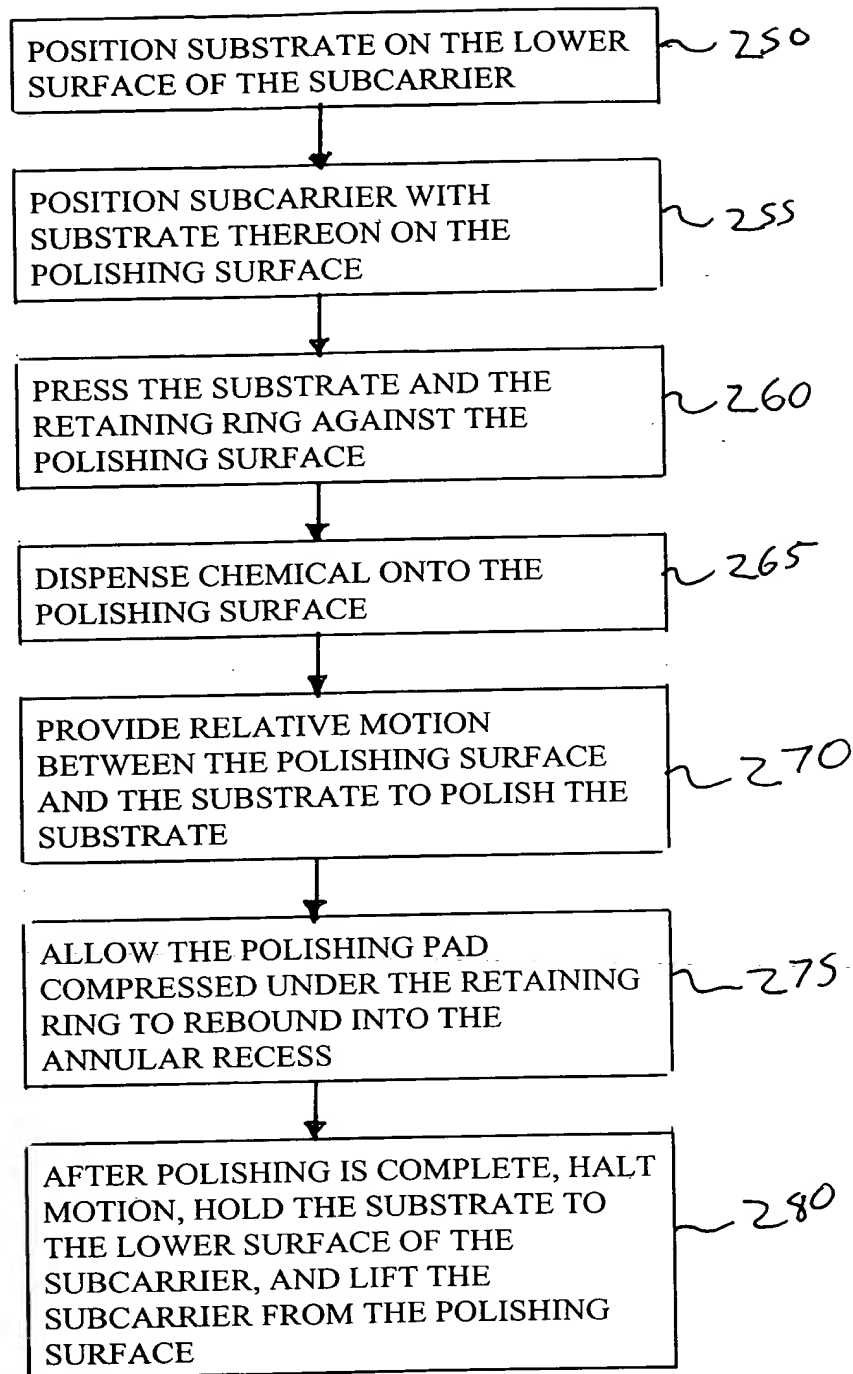 POSITION SUBSTRATE ON THE LOWER
SURFACE OF THE SUBCARRIER
250
POSITION SUBCARRIER WITH
SUBSTRATE THEREON ON THE
POLISHING SURFACE
255
PRESS THE SUBSTRATE AND THE
RETAINING RING AGAINST THE
POLISHING SURFACE
260
DISPENSE CHEMICAL ONTO THE
POLISHING SURFACE
265
PROVIDE RELATIVE MOTION
BETWEEN THE POLISHING SURFACE
AND THE SUBSTRATE TO POLISH THE
SUBSTRATE
270
ALLOW THE POLISHING PAD
COMPRESSED UNDER THE RETAINING
RING TO REBOUND INTO THE
ANNULAR RECESS
275
AFTER POLISHING IS COMPLETE, HALT
MOTION, HOLD THE SUBSTRATE TO
THE LOWER SURFACE OF THE
SUBCARRIER, AND LIFT THE
SUBCARRIER FROM THE POLISHING
SURFACE
280